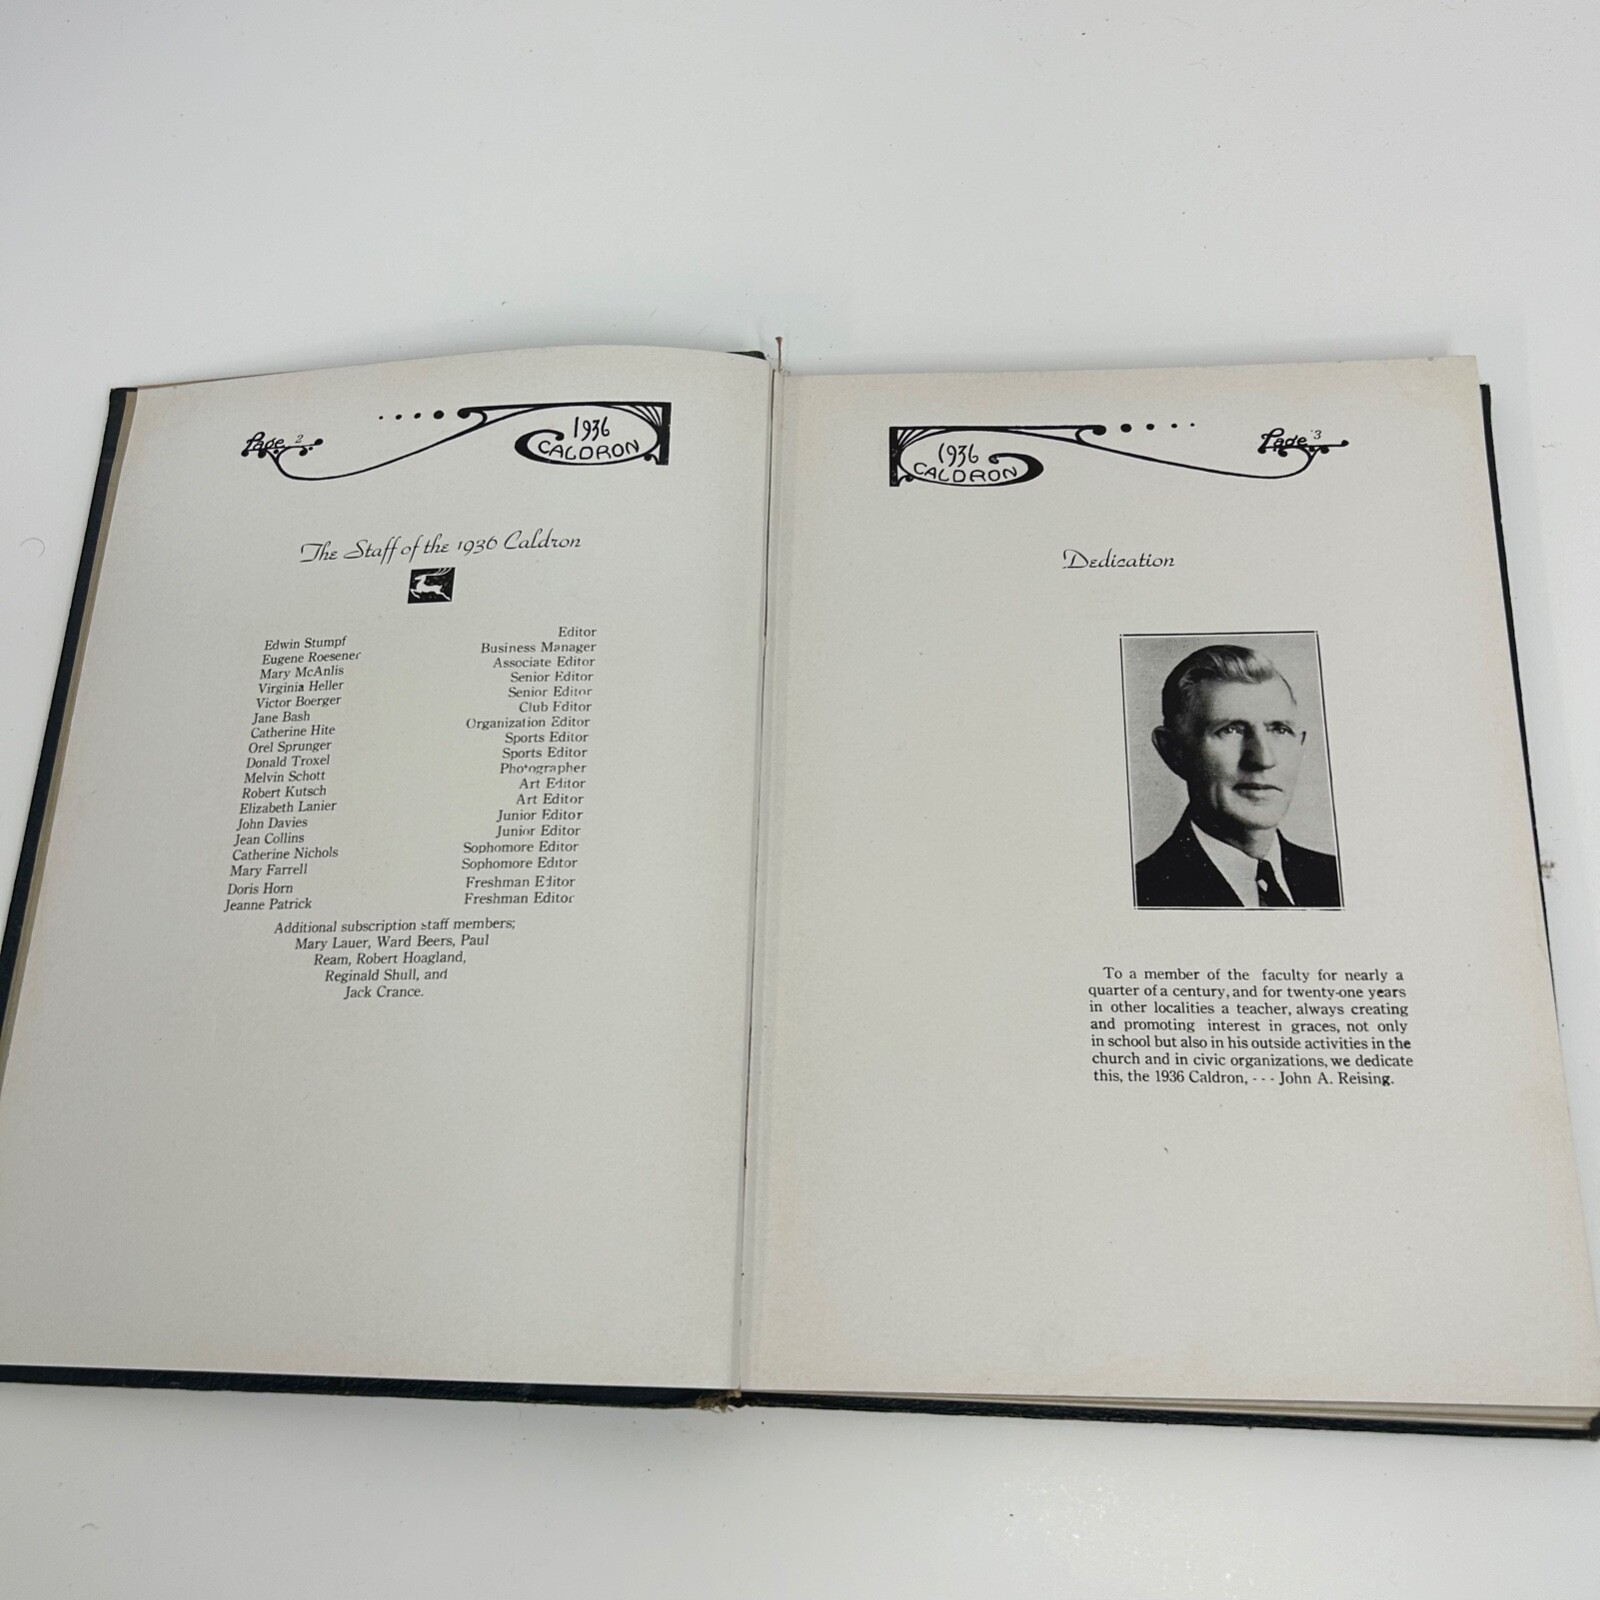 Page 2
1936
CALDRON
The Staff of the 1936 Caldron
Edwin Stumpf Editor
Eugene Roesener Business Manager
Mary McAnlis Associate Editor
Virginia Heller Senior Editor
Victor Boerger Senior Editor
Jane Bash Club Editor
Catherine Hite Organization Editor
Orel Sprunger Sports Editor
Donald Troxel Sports Editor
Melvin Schott Photographer
Robert Kutsch Art Editor
Elizabeth Lanier Art Editor
John Davies Junior Editor
Jean Collins Junior Editor
Catherine Nichols Sophomore Editor
Mary Farrell Sophomore Editor
Doris Horn Freshman Editor
Jeanne Patrick Freshman Editor
Additional subscription staff members;
Mary Lauer, Ward Beers, Paul
Ream, Robert Hoagland,
Reginald Shull, and
Jack Crance.
1936
CALDRON
Page 3
Dedication
To a member of the faculty for nearly a
quarter of a century, and for twenty-one years
in other localities a teacher, always creating
and promoting interest in graces, not only
in school but also in his outside activities in the
church and in civic organizations, we dedicate
this, the 1936 Caldron, - - - John A. Reising.